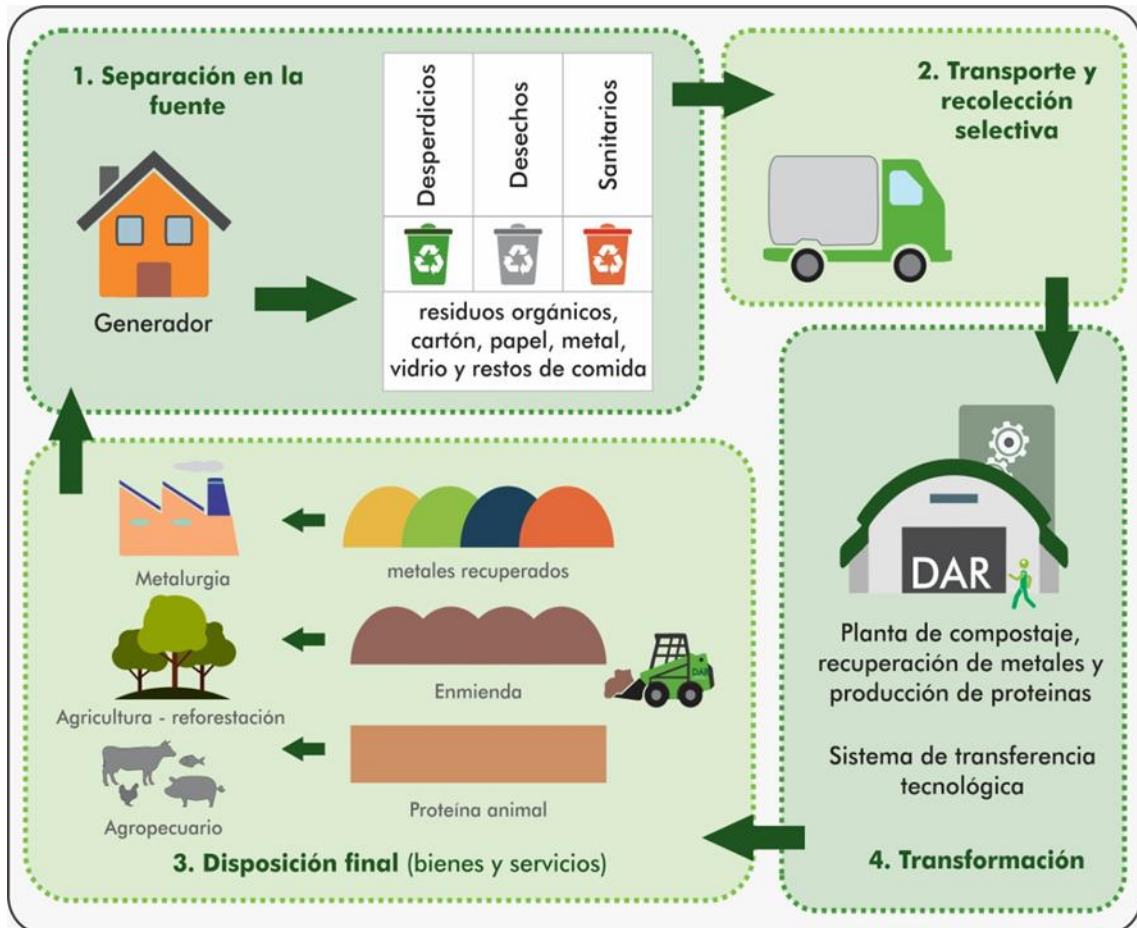 1. Separación en la
fuente
Generador
Desperdicios
Desechos
Sanitarios
residuos orgánicos,
cartón, papel, metal,
vidrio y restos de comida
2. Transporte y
recolección
selectiva
DAR
Planta de compostaje,
recuperación de metales y
producción de proteinas
Sistema de transferencia
tecnológica
4. Transformación
Metalurgia
metales recuperados
Agricultura - reforestación
Enmienda
DAR
Agropecuario
Proteína animal
3. Disposición final (bienes y servicios)